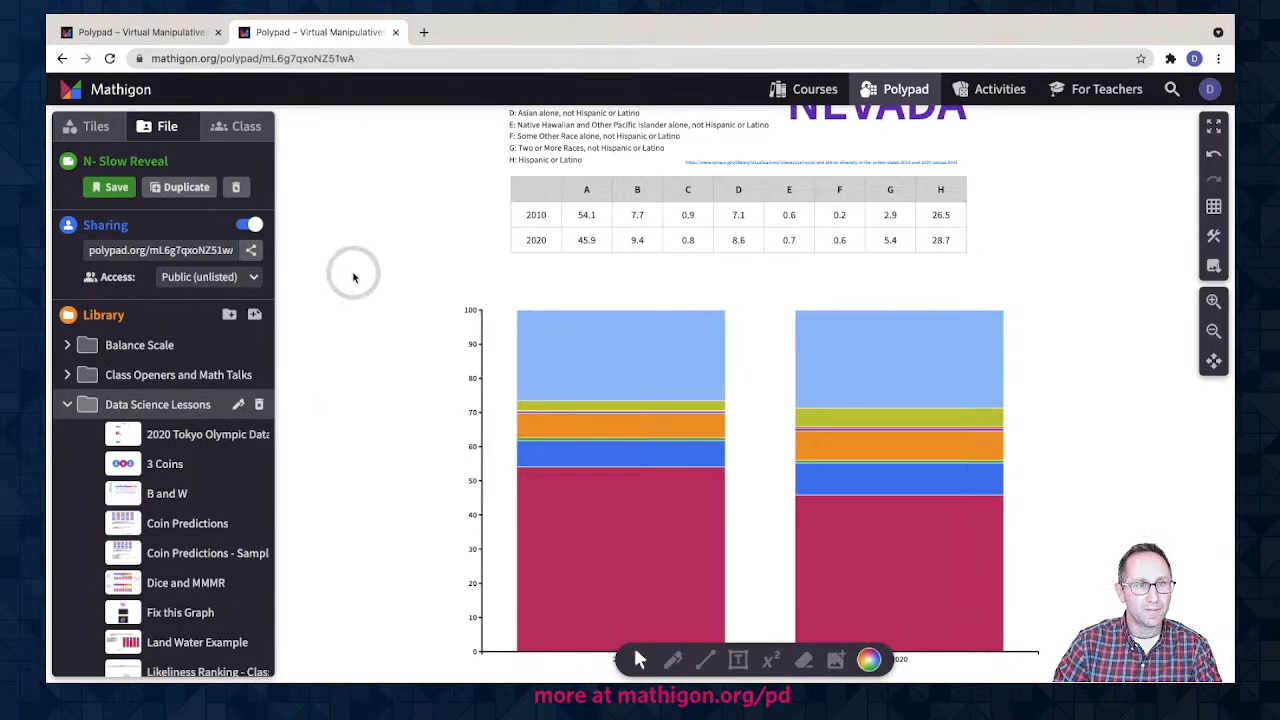 Polypad – Virtual Manipulatives
Polypad – Virtual Manipulatives
mathigon.org/polypad/mL6g7qxoNZ51wA
D
Mathigon
Courses
Polypad
Activities
For Teachers
D
Tiles
File
Class
N- Slow Reveal
Save
Duplicate
Sharing
polypad.org/mL6g7qxoNZ51w
Access:
Public (unlisted)
Library
Balance Scale
Class Openers and Math Talks
Data Science Lessons
2020 Tokyo Olympic Data
3 Coins
B and W
Coin Predictions
Coin Predictions - Sampl
Dice and MMMR
Fix this Graph
Land Water Example
Likeliness Ranking - Clas
NEVADA
D: Asian alone, not Hispanic or Latino
E: Native Hawaiian and Other Pacific Islander alone, not Hispanic or Latino
F: Some Other Race alone, not Hispanic or Latino
G: Two or More Races, not Hispanic or Latino
H: Hispanic or Latino
A B C D E F G H
2010 54.1 7.7 0.9 7.1 0.6 0.2 2.9 26.5
2020 45.9 9.4 0.8 8.6 0.7 0.6 5.4 28.7
100
90
80
70
60
50
40
30
20
10
0
2020
more at mathigon.org/pd